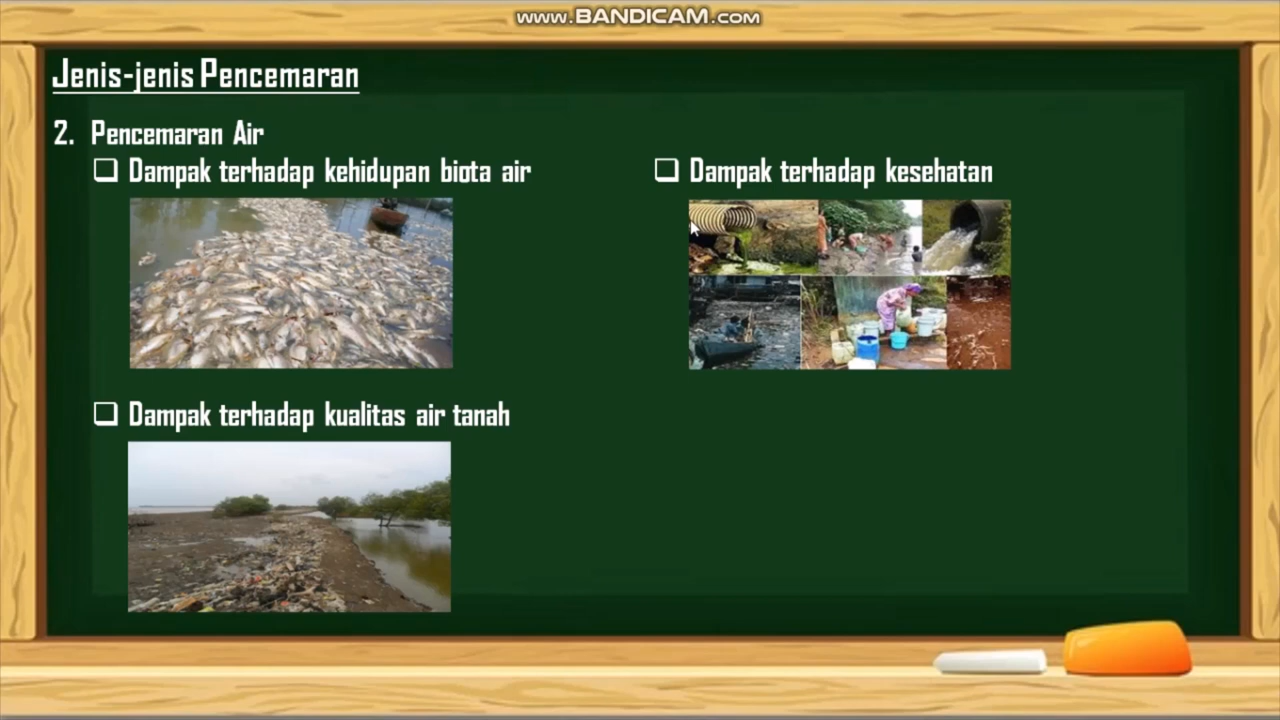 www.BANDICAM.com
Jenis-jenis Pencemaran
2. Pencemaran Air
Dampak terhadap kehidupan biota air
Dampak terhadap kesehatan
Dampak terhadap kualitas air tanah